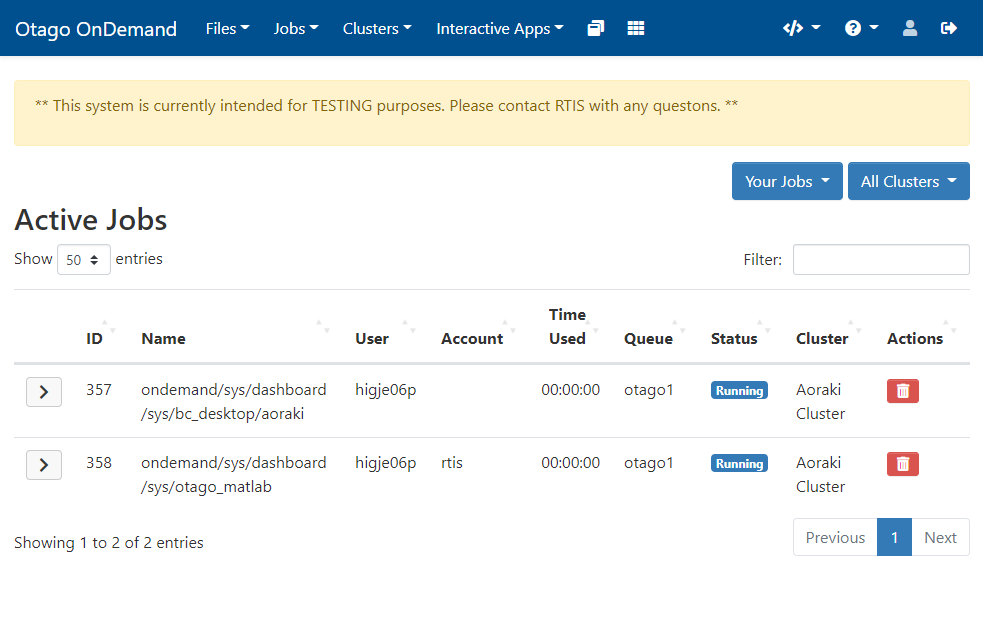 Otago OnDemand Files Jobs Clusters Interactive Apps
** This system is currently intended for TESTING purposes. Please contact RTIS with any questons. **
Your Jobs All Clusters
Active Jobs
Show 50 entries Filter:
ID Name User Account Time Used Queue Status Cluster Actions
357 ondemand/sys/dashboard higje06p 00:00:00 otago1 Running Aoraki
/sys/bc_desktop/aoraki Cluster
358 ondemand/sys/dashboard higje06p rtis 00:00:00 otago1 Running Aoraki
/sys/otago_matlab Cluster
Showing 1 to 2 of 2 entries Previous 1 Next